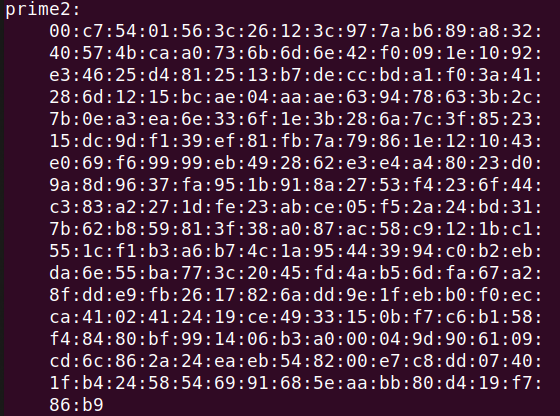 prime2:
00:c7:54:01:56:3c:26:12:3c:97:7a:b6:89:a8:32:
40:57:4b:ca:a0:73:6b:6d:6e:42:f0:09:1e:10:92:
e3:46:25:d4:81:25:13:b7:de:cc:bd:a1:f0:3a:41:
28:6d:12:15:bc:ae:04:aa:ae:63:94:78:63:3b:2c:
7b:0e:a3:ea:6e:33:6f:1e:3b:28:6a:7c:3f:85:23:
15:dc:9d:f1:39:ef:81:fb:7a:79:86:1e:12:10:43:
e0:69:f6:99:99:eb:49:28:62:e3:e4:a4:80:23:d0:
9a:8d:96:37:fa:95:1b:91:8a:27:53:f4:23:6f:44:
c3:83:a2:27:1d:fe:23:ab:ce:05:f5:2a:24:bd:31:
7b:62:b8:59:81:3f:38:a0:87:ac:58:c9:12:1b:c1:
55:1c:f1:b3:a6:b7:4c:1a:95:44:39:94:c0:b2:eb:
da:6e:55:ba:77:3c:20:45:fd:4a:b5:6d:fa:67:a2:
8f:dd:e9:fb:26:17:82:6a:dd:9e:1f:eb:b0:f0:ec:
ca:41:02:41:24:19:ce:49:33:15:0b:f7:c6:b1:58:
f4:84:80:bf:99:14:06:b3:a0:00:04:9d:90:61:09:
cd:6c:86:2a:24:ea:eb:54:82:00:e7:c8:dd:07:40:
1f:b4:24:58:54:69:91:68:5e:aa:bb:80:d4:19:f7:
86:b9